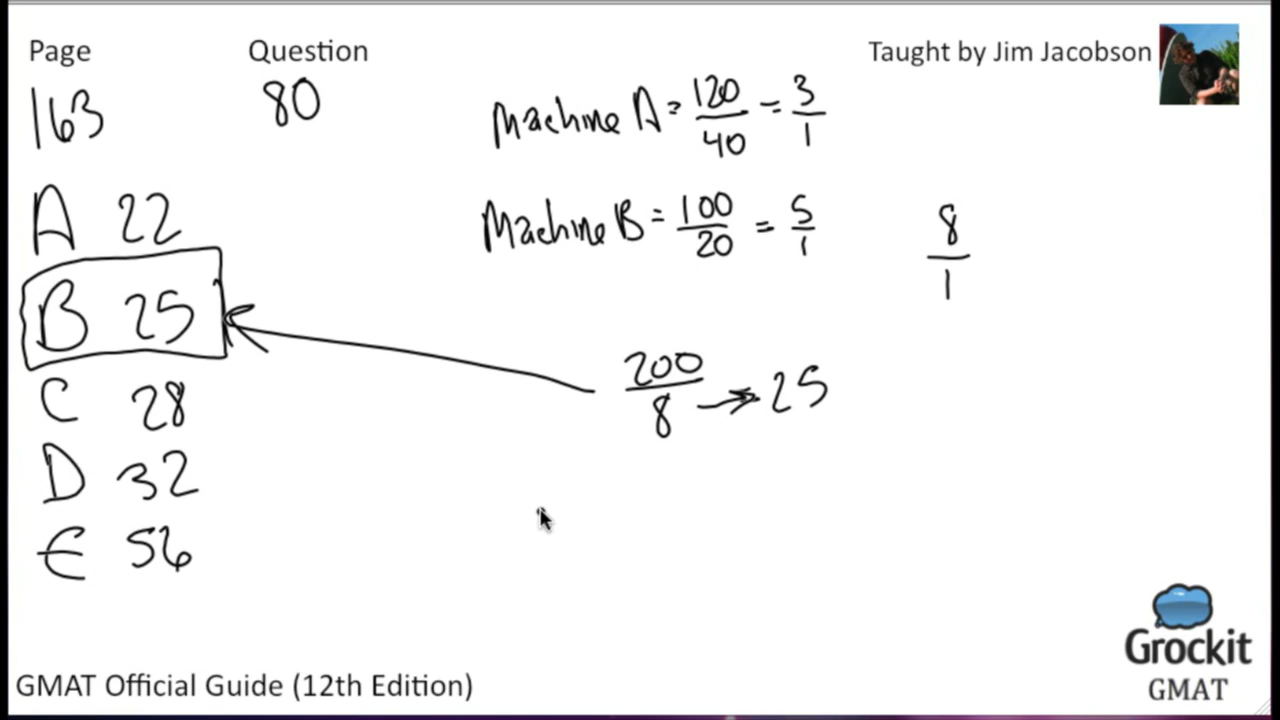 Page Question Taught by Jim Jacobson
163 80
Machine A = 120/40 = 3/1
A 22
Machine B = 100/20 = 5/1
8/1
B 25
200/8 → 25
C 28
D 32
E 56
Grockit
GMAT
GMAT Official Guide (12th Edition)